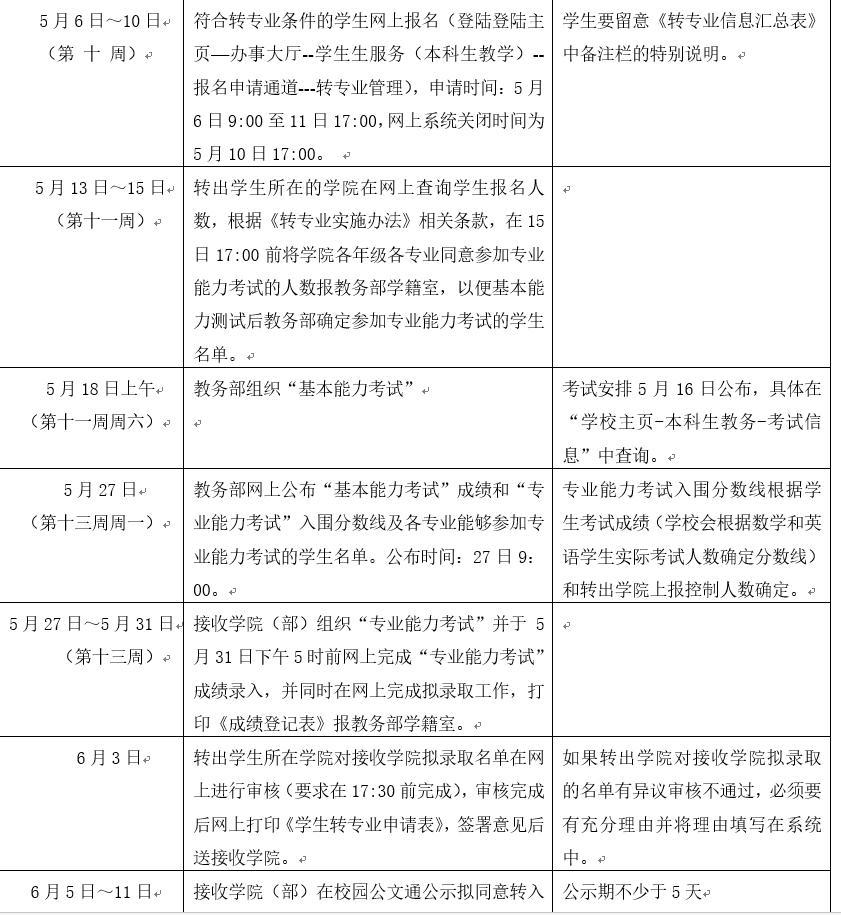 5月6日～10日
（第 十 周）
符合转专业条件的学生网上报名（登陆登陆主
页—办事大厅--学生生服务（本科生教学）--
报名申请通道---转专业管理），申请时间：5月
6日9:00至11日17:00，网上系统关闭时间为
5月10日17:00。
学生要留意《转专业信息汇总表》
中备注栏的特别说明。
5月13日～15日
（第十一周）
转出学生所在的学院在网上查询学生报名人
数，根据《转专业实施办法》相关条款，在15
日17:00前将学院各年级各专业同意参加专业
能力考试的人数报教务部学籍室，以便基本能
力测试后教务部确定参加专业能力考试的学生
名单。
5月18日上午
（第十一周周六）
教务部组织“基本能力考试”
考试安排5月16日公布，具体在
“学校主页-本科生教务-考试信
息”中查询。
5月27日
（第十三周周一）
教务部网上公布“基本能力考试”成绩和“专
业能力考试”入围分数线及各专业能够参加专
业能力考试的学生名单。公布时间：27日9：
00。
专业能力考试入围分数线根据学
生考试成绩（学校会根据数学和英
语学生实际考试人数确定分数线）
和转出学院上报控制人数确定。
5月27日～5月31日
（第十三周）
接收学院（部）组织“专业能力考试”并于 5
月31日下午5时前网上完成“专业能力考试”
成绩录入，并同时在网上完成拟录取工作，打
印《成绩登记表》报教务部学籍室。
6月3日
转出学生所在学院对接收学院拟录取名单在网
上进行审核（要求在17:30前完成），审核完成
后网上打印《学生转专业申请表》，签署意见后
送接收学院。
如果转出学院对接收学院拟录取
的名单有异议审核不通过，必须要
有充分理由并将理由填写在系统
中。
6月5日～11日
接收学院（部）在校园公文通公示拟同意转入
公示期不少于5天